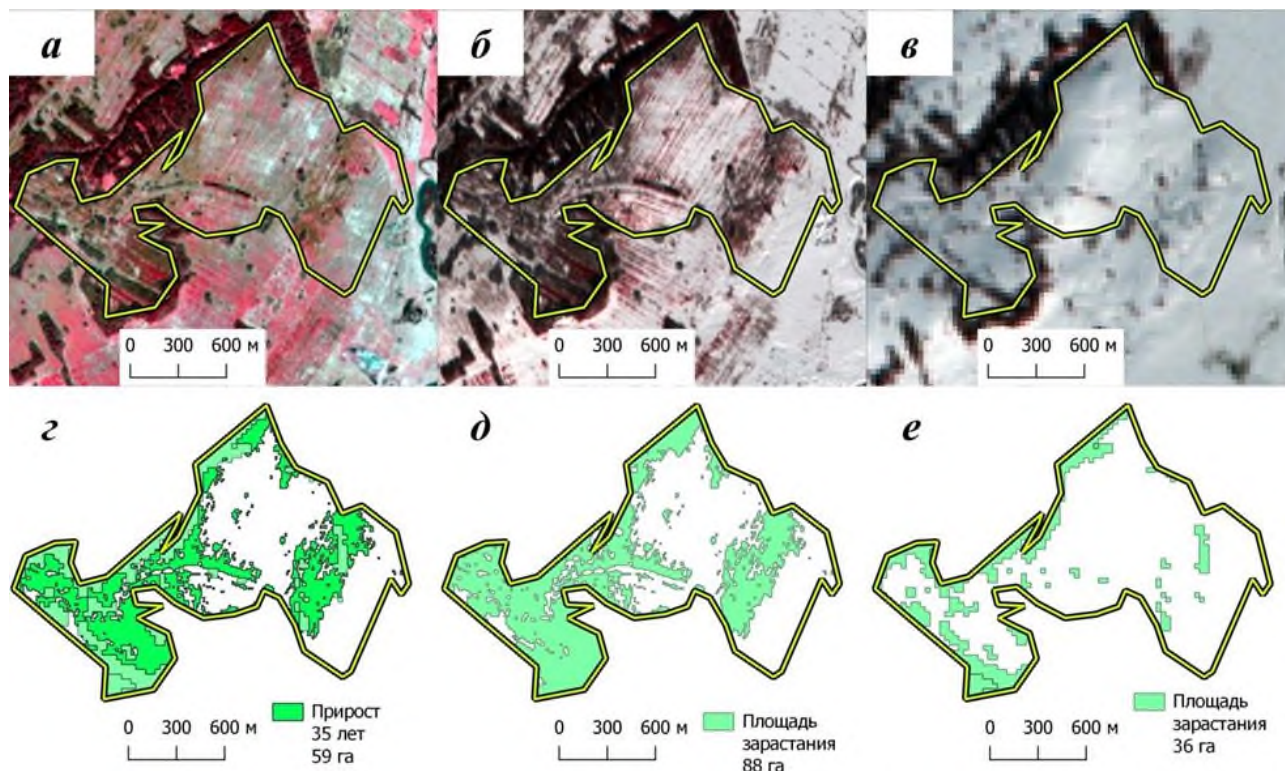 а
б
в
0 300 600 м
0 300 600 м
0 300 600 м
г
д
е
0 300 600 м
Прирост
35 лет
59 га
0 300 600 м
Площадь
зарастания
88 га
0 300 600 м
Площадь
зарастания
36 га